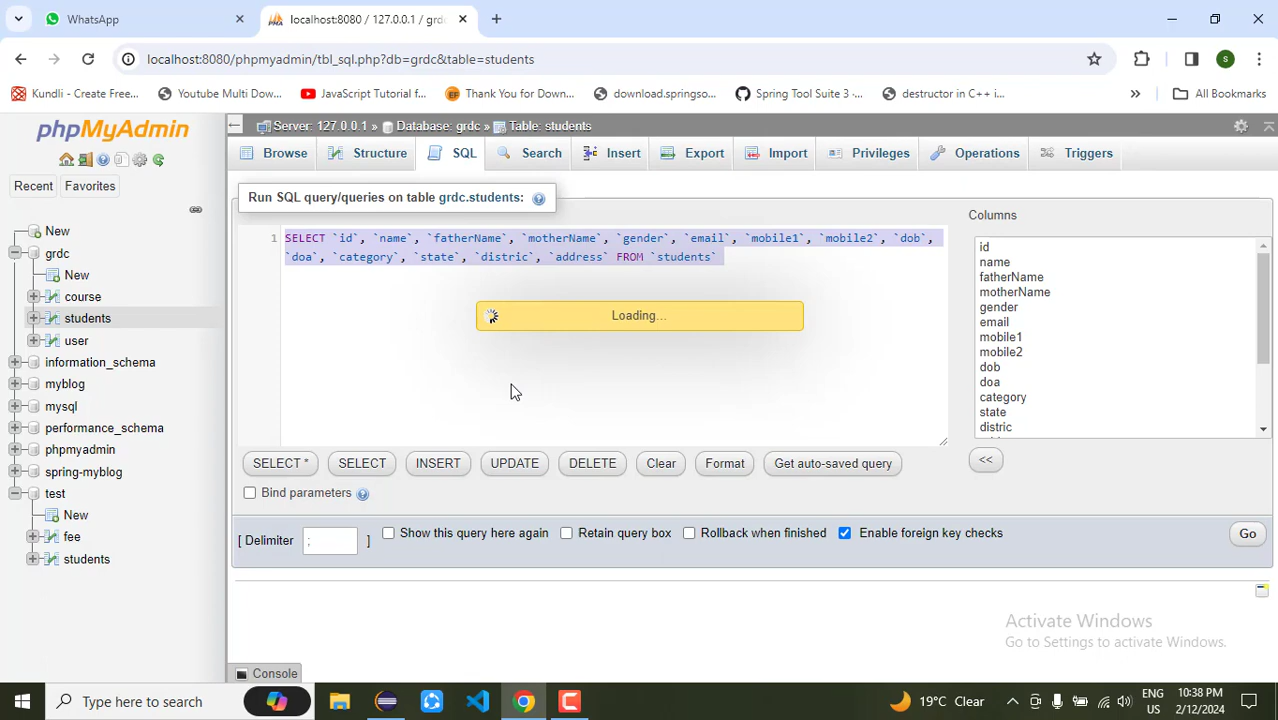 WhatsApp
localhost:8080 / 127.0.0.1 / grdc
localhost:8080/phpmyadmin/tbl_sql.php?db=grdc&table=students
Kundli - Create Free...
Youtube Multi Dow...
JavaScript Tutorial f...
Thank You for Down...
download.springso...
Spring Tool Suite 3 -...
destructor in C++ i...
All Bookmarks
phpMyAdmin
Recent
Favorites
New
grdc
New
course
students
user
information_schema
myblog
mysql
performance_schema
phpmyadmin
spring-myblog
test
New
fee
students
Server: 127.0.0.1 » Database: grdc » Table: students
Browse
Structure
SQL
Search
Insert
Export
Import
Privileges
Operations
Triggers
Run SQL query/queries on table grdc.students:
1
SELECT `id`, `name`, `fatherName`, `motherName`, `gender`, `email`, `mobile1`, `mobile2`, `dob`,
`doa`, `category`, `state`, `distric`, `address` FROM `students`
Loading...
Columns
id
name
fatherName
motherName
gender
email
mobile1
mobile2
dob
doa
category
state
distric
SELECT *
SELECT
INSERT
UPDATE
DELETE
Clear
Format
Get auto-saved query
<<
Bind parameters
[ Delimiter ; ]
Show this query here again
Retain query box
Rollback when finished
Enable foreign key checks
Go
Activate Windows
Go to Settings to activate Windows.
Console
Type here to search
19°C Clear
ENG
US
10:38 PM
2/12/2024